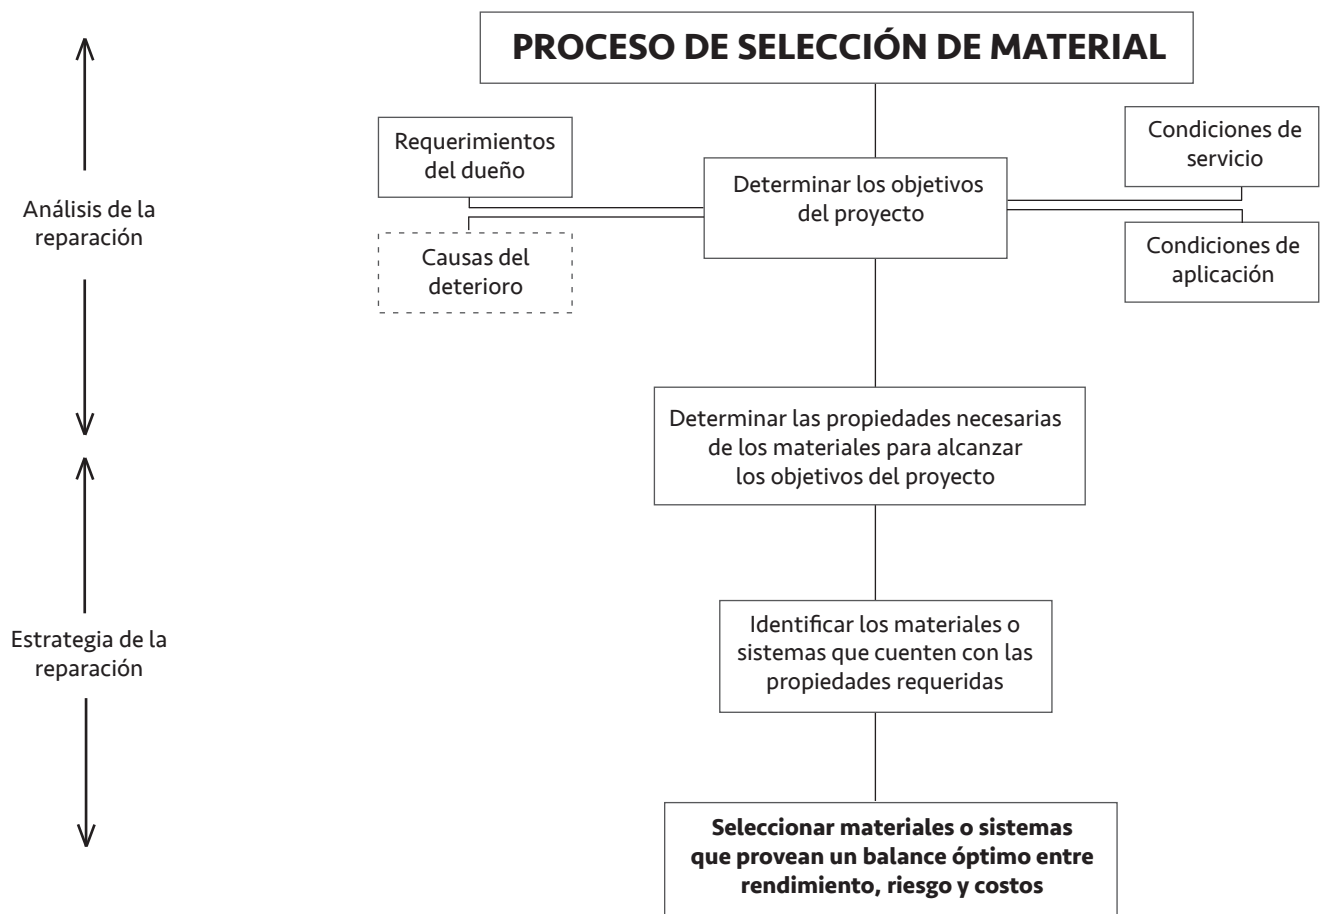 PROCESO DE SELECCIÓN DE MATERIAL
Requerimientos
del dueño
Condiciones de
servicio
Determinar los objetivos
del proyecto
Análisis de la
reparación
Causas del
deterioro
Condiciones de
aplicación
Determinar las propiedades necesarias
de los materiales para alcanzar
los objetivos del proyecto
Estrategia de la
reparación
Identificar los materiales o
sistemas que cuenten con las
propiedades requeridas
Seleccionar materiales o sistemas
que provean un balance óptimo entre
rendimiento, riesgo y costos